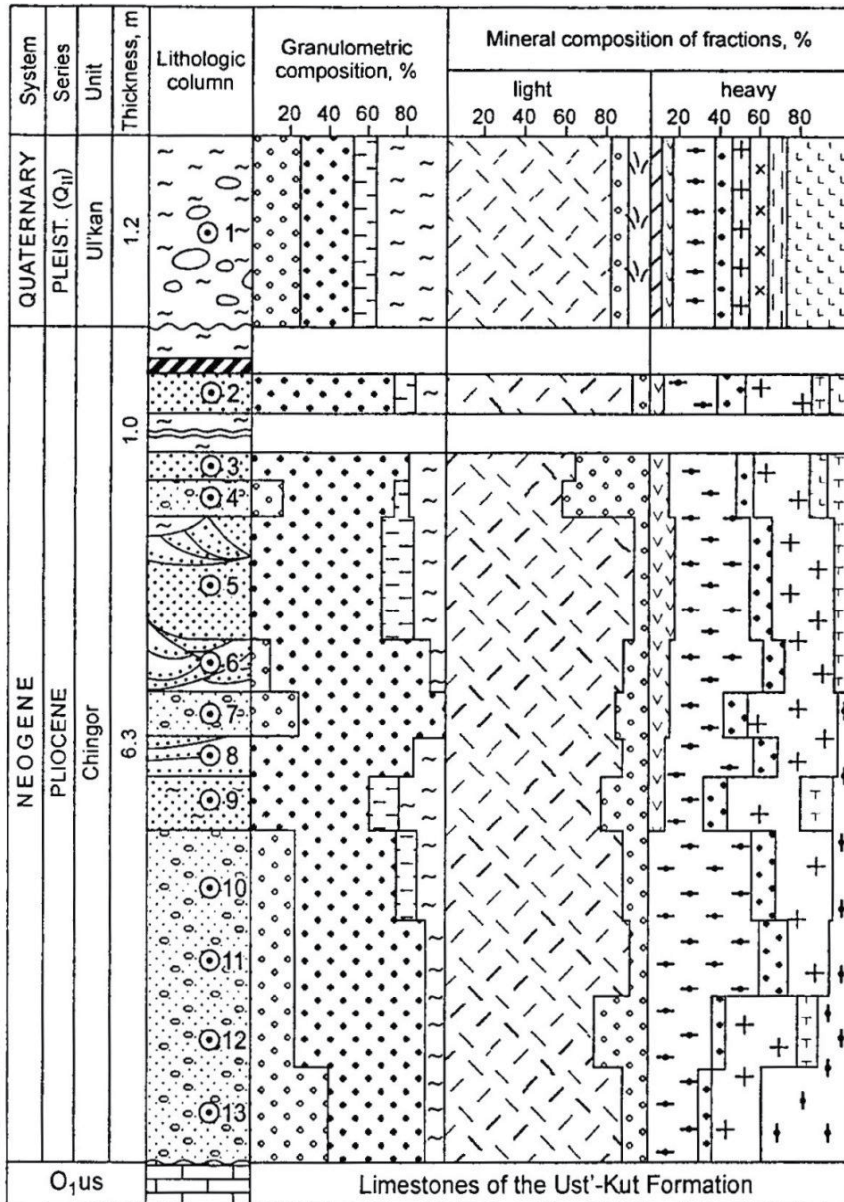 System
Series
Unit
Thickness, m
Lithologic
column
Granulometric
composition, %
20 40 60 80
Mineral composition of fractions, %
light
20 40 60 80
heavy
20 40 60 80
QUATERNARY
PLEIST. (QII)
Ul'kan
1.2
1
NEOGENE
PLIOCENE
Chingor
1.0
6.3
2
3
4
5
6
7
8
9
10
11
12
13
O₁us
Limestones of the Ust'-Kut Formation